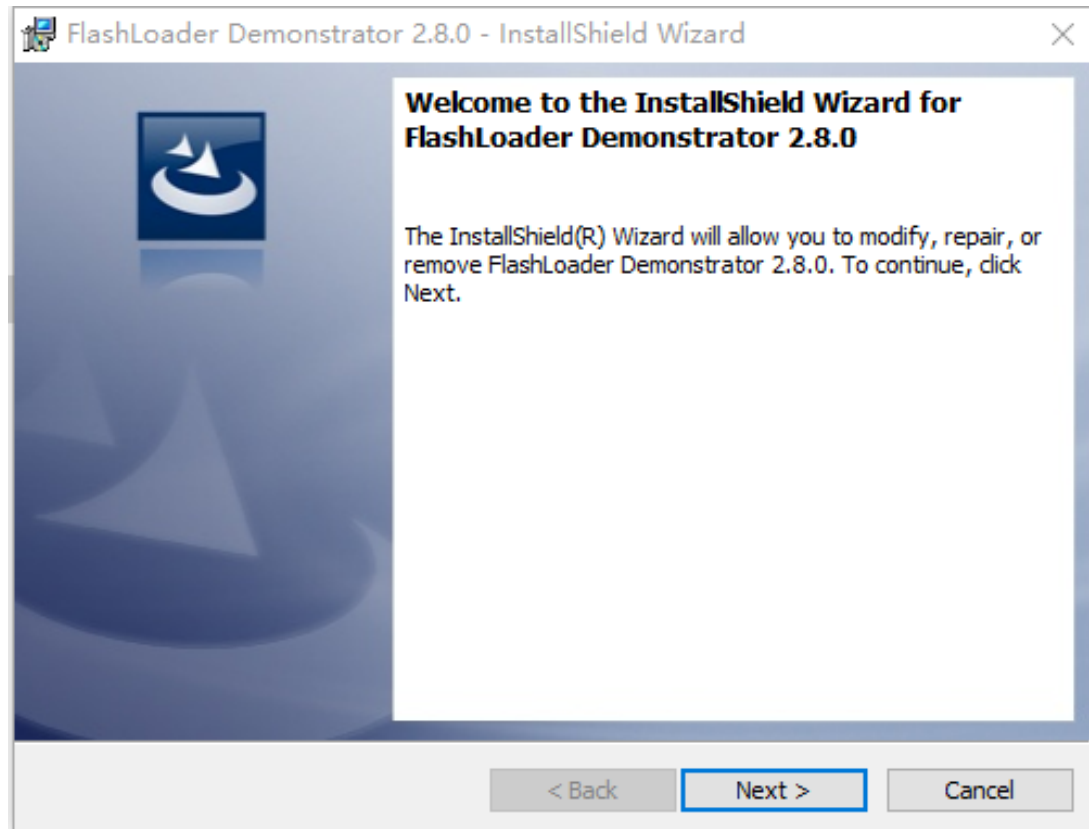 FlashLoader Demonstrator 2.8.0 - InstallShield Wizard
Welcome to the InstallShield Wizard for
FlashLoader Demonstrator 2.8.0
The InstallShield(R) Wizard will allow you to modify, repair, or
remove FlashLoader Demonstrator 2.8.0. To continue, click
Next.
< Back
Next >
Cancel